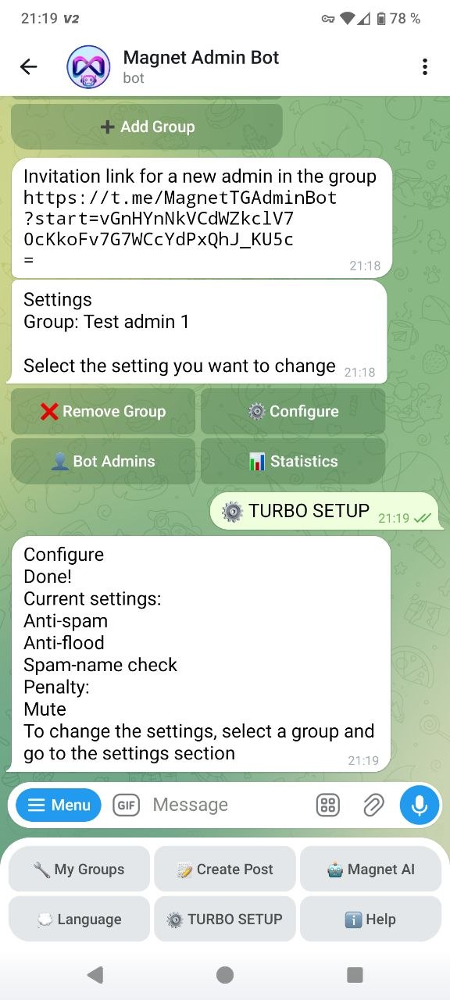 21:19 V2 78 %
Magnet Admin Bot
bot
Add Group
Invitation link for a new admin in the group
https://t.me/MagnetTGAdminBot
?start=vGnHYnNkVCdWZkclV7
OcKkoFv7G7WCcYdPxQhJ_KU5c
=
21:18
Settings
Group: Test admin 1
Select the setting you want to change
21:18
Remove Group
Configure
Bot Admins
Statistics
TURBO SETUP 21:19
Configure
Done!
Current settings:
Anti-spam
Anti-flood
Spam-name check
Penalty:
Mute
To change the settings, select a group and
go to the settings section
21:19
Menu GIF Message
My Groups
Create Post
Magnet AI
Language
TURBO SETUP
Help